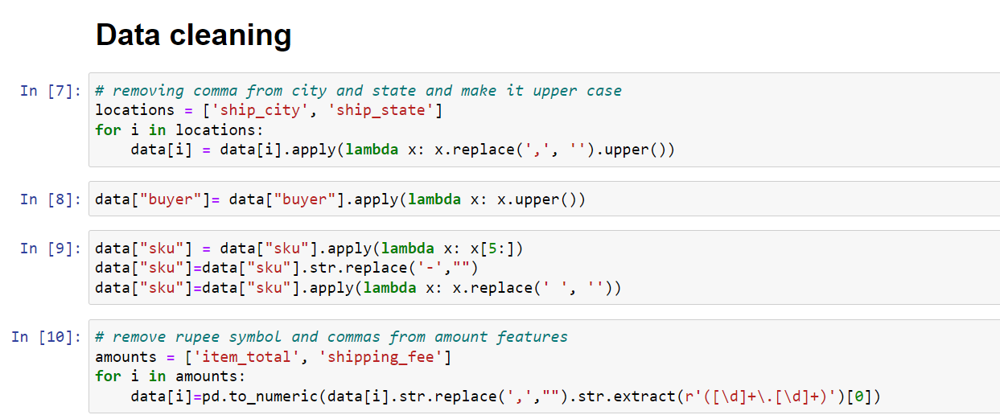 Data cleaning
In [7]: # removing comma from city and state and make it upper case
locations = ['ship_city', 'ship_state']
for i in locations:
    data[i] = data[i].apply(lambda x: x.replace(',', '').upper())
In [8]: data["buyer"]= data["buyer"].apply(lambda x: x.upper())
In [9]: data["sku"] = data["sku"].apply(lambda x: x[5:])
data["sku"]=data["sku"].str.replace('-',"")
data["sku"]=data["sku"].apply(lambda x: x.replace(' ', ''))
In [10]: # remove rupee symbol and commas from amount features
amounts = ['item_total', 'shipping_fee']
for i in amounts:
    data[i]=pd.to_numeric(data[i].str.replace(',',"").str.extract(r'([\d]+\.[\d]+)')[0])